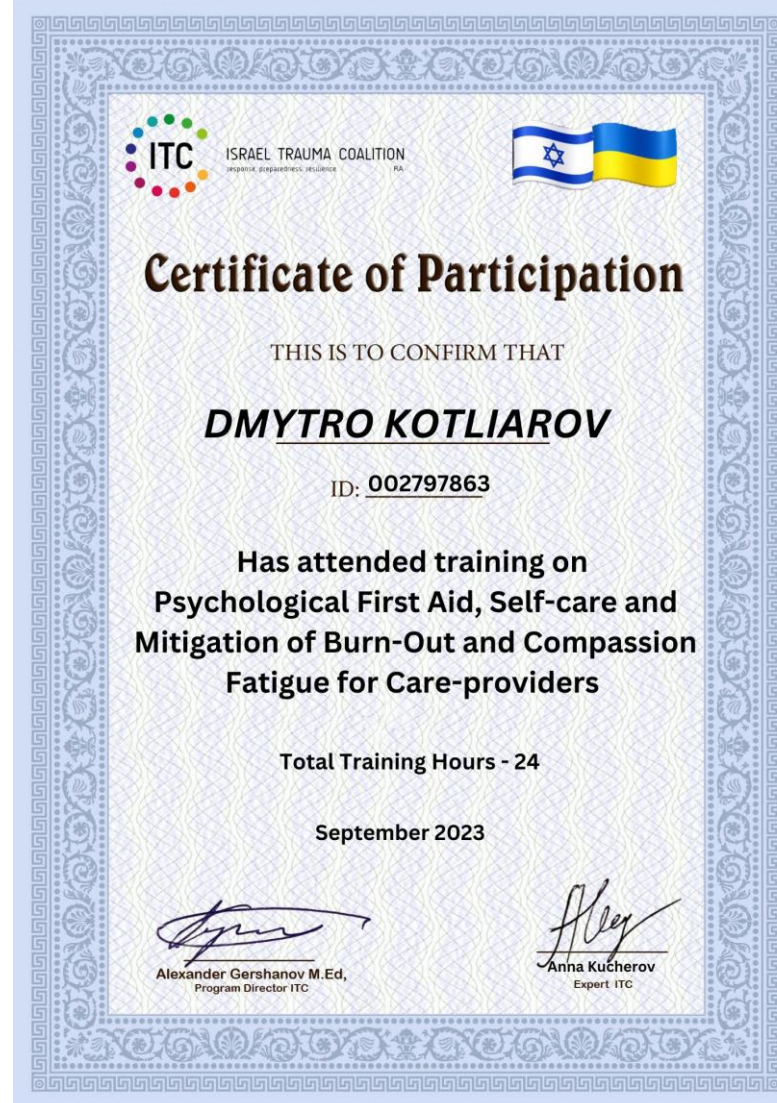 ITC
ISRAEL TRAUMA COALITION
response. preparedness. resilience. RA
Certificate of Participation
THIS IS TO CONFIRM THAT
DMYTRO KOTLIAROV
ID: 002797863
Has attended training on
Psychological First Aid, Self-care and
Mitigation of Burn-Out and Compassion
Fatigue for Care-providers
Total Training Hours - 24
September 2023
Alexander Gershanov M.Ed,
Program Director ITC
Anna Kucherov
Expert ITC